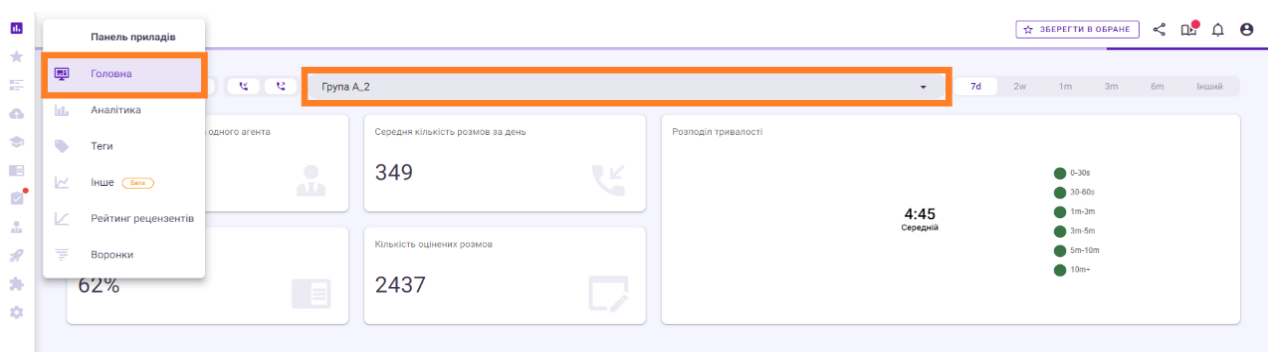 Панель приладів
ЗБЕРЕГТИ В ОБРАНЕ
Головна
Група А_2
7d
2w
1m
3m
6m
Інший
Аналітика
Теги
Інше
Бета
Рейтинг рецензентів
Воронки
одного агента
Середня кількість розмов за день
349
Розподіл тривалості
4:45
Середній
0-30s
30-60s
1m-3m
3m-5m
5m-10m
10m+
62%
Кількість оцінених розмов
2437